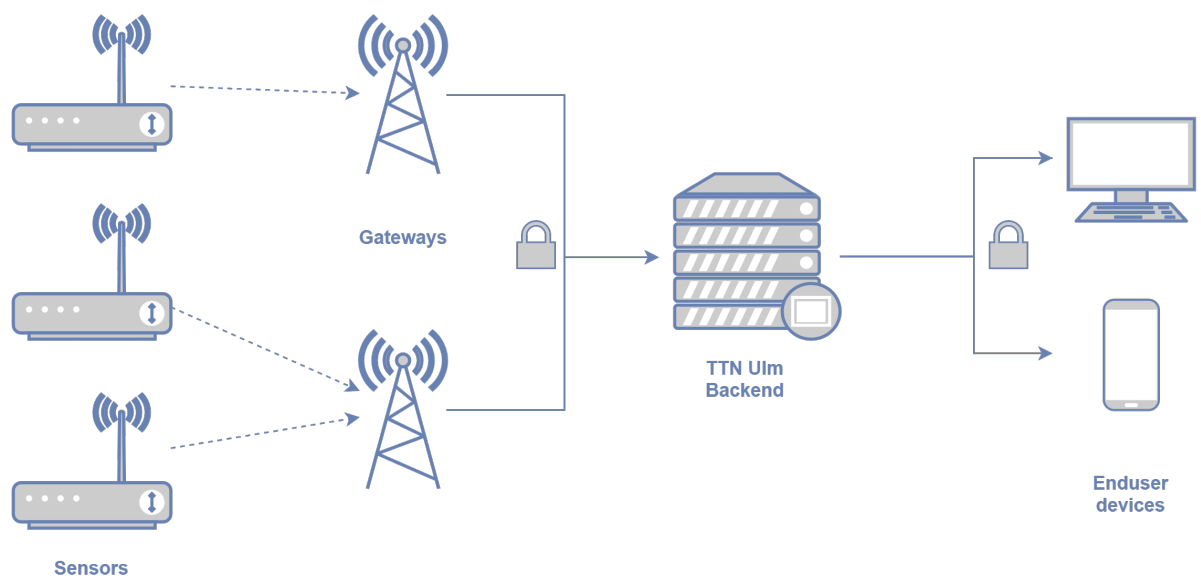 Gateways
TTN Ulm
Backend
Enduser
devices
Sensors